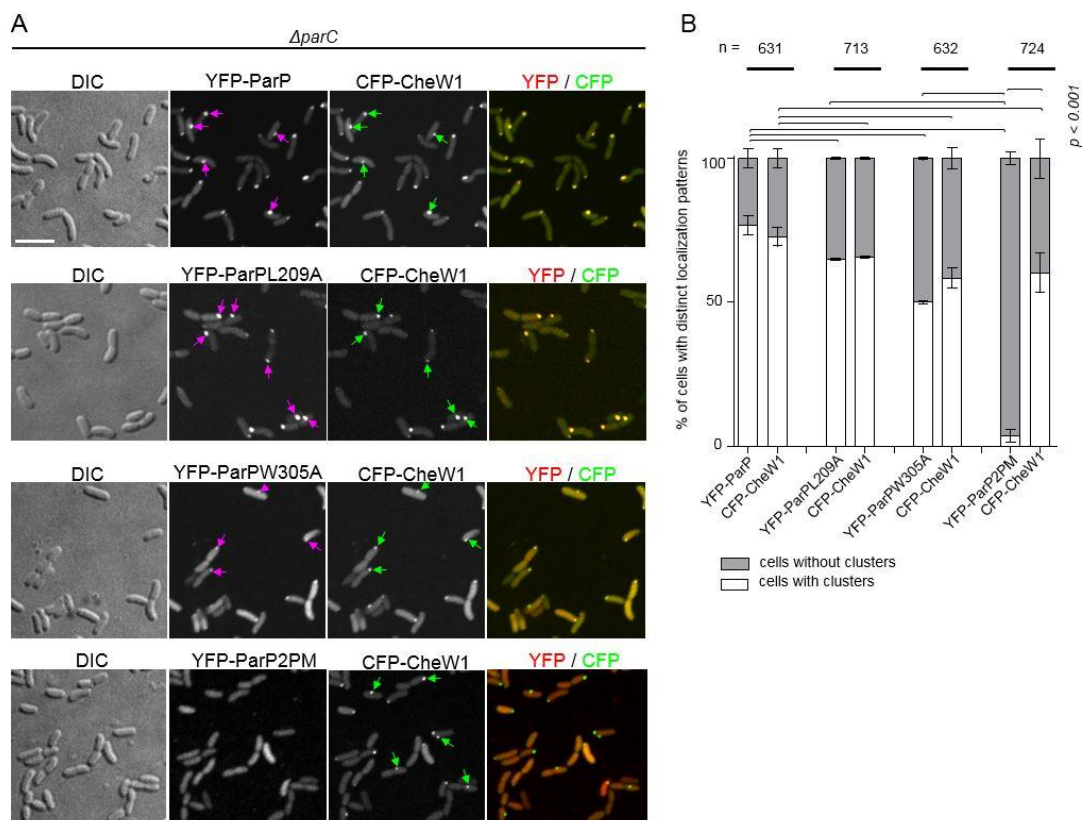 A
ΔparC
DIC YFP-ParP CFP-CheW1 YFP / CFP
DIC YFP-ParPL209A CFP-CheW1 YFP / CFP
DIC YFP-ParPW305A CFP-CheW1 YFP / CFP
DIC YFP-ParP2PM CFP-CheW1 YFP / CFP
B
n = 631 713 632 724
p < 0.001
% of cells with distinct localization patterns
100
50
0
YFP-ParP
CFP-CheW1
YFP-ParPL209A
CFP-CheW1
YFP-ParPW305A
CFP-CheW1
YFP-ParP2PM
CFP-CheW1
cells without clusters
cells with clusters